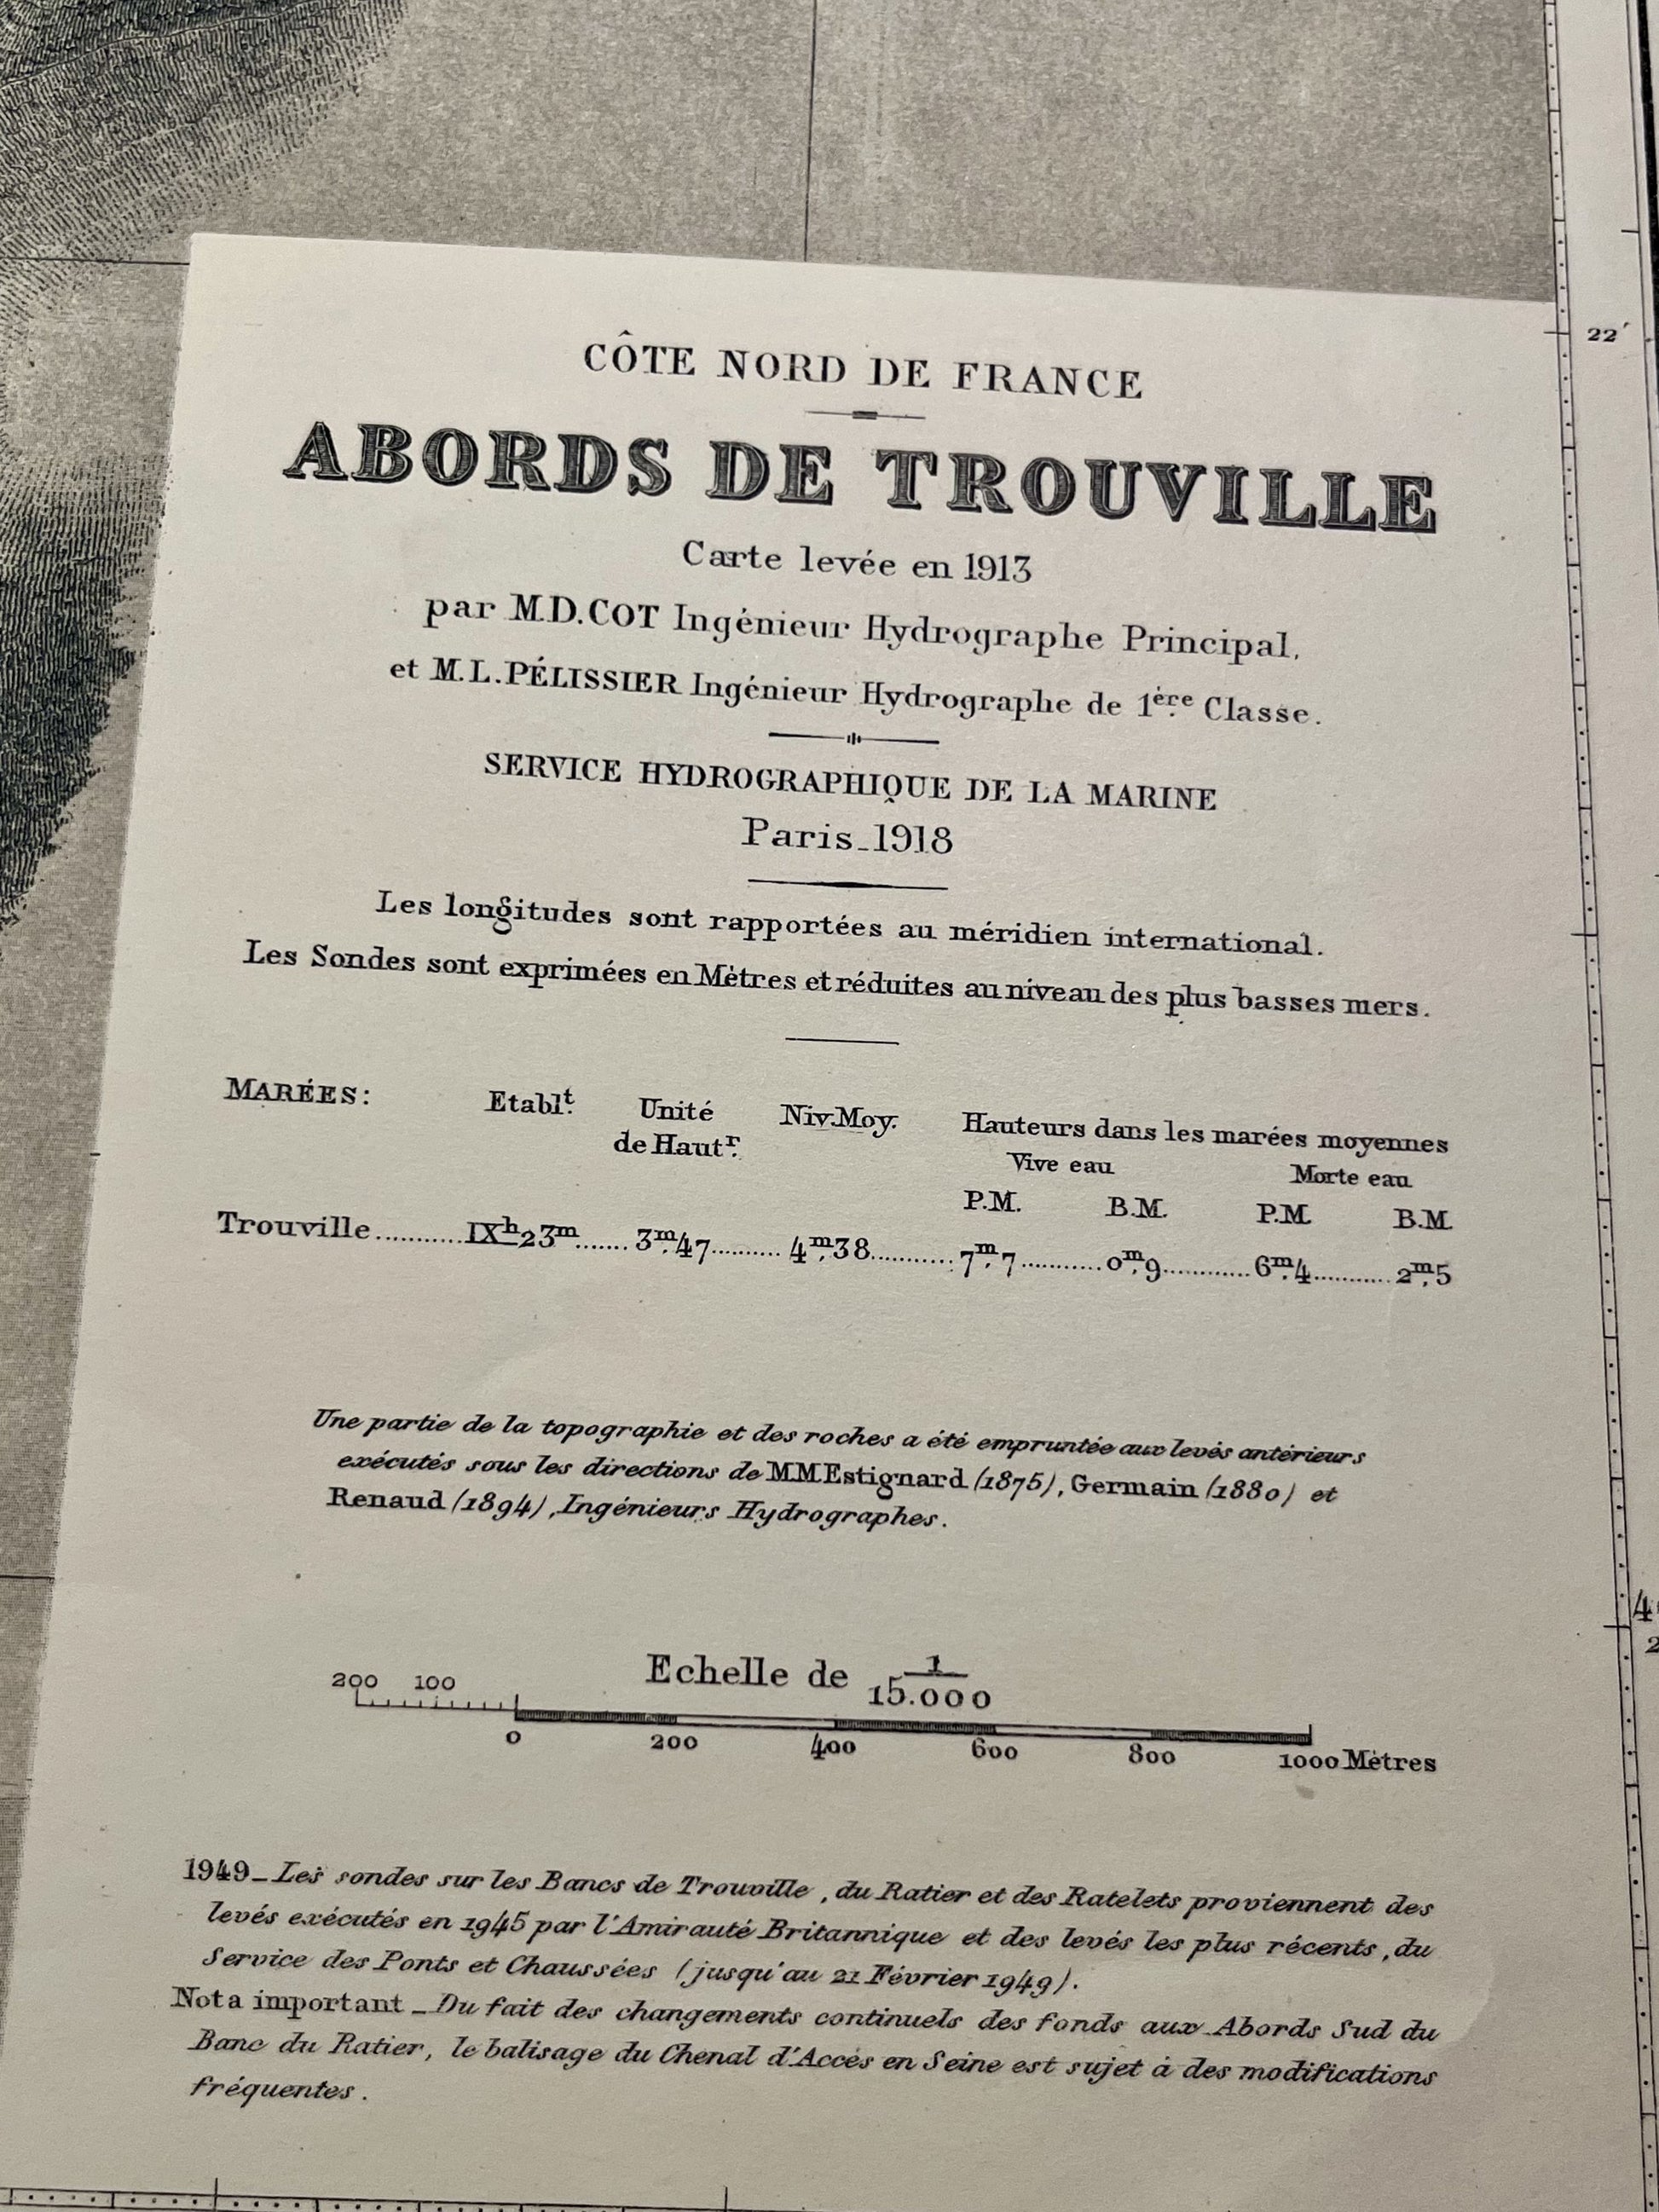 22′
CÔTE NORD DE FRANCE
ABORDS DE TROUVILLE
Carte levée en 1913
par M.D.COT Ingénieur Hydrographe Principal,
et M.L.PÉLISSIER Ingénieur Hydrographe de 1ère Classe.
SERVICE HYDROGRAPHIQUE DE LA MARINE
Paris_1918
Les longitudes sont rapportées au méridien international.
Les Sondes sont exprimées en Mètres et réduites au niveau des plus basses mers.
MARÉES: Etablt. Unité Niv.Moy. Hauteurs dans les marées moyennes
de Hautr. Vive eau Morte eau
P.M. B.M. P.M. B.M.
Trouville...........IXh23m.......3m,47..........4m,38............7m,7...........0m,9............6m,4...........2m,5
Une partie de la topographie et des roches a été empruntée aux levés antérieurs
exécutés sous les directions de MM.Estignard (1875), Germain (1880) et
Renaud (1894), Ingénieurs Hydrographes.
Echelle de 1/15.000
200 100
0 200 400 600 800 1000 Mètres
1949_Les sondes sur les Bancs de Trouville, du Ratier et des Ratelets proviennent des
levés exécutés en 1945 par l'Amirauté Britannique et des levés les plus récents, du
Service des Ponts et Chaussées (jusqu'au 21 Février 1949).
Nota important _ Du fait des changements continuels des fonds aux Abords Sud du
Banc du Ratier, le balisage du Chenal d'Accés en Seine est sujet à des modifications
fréquentes.